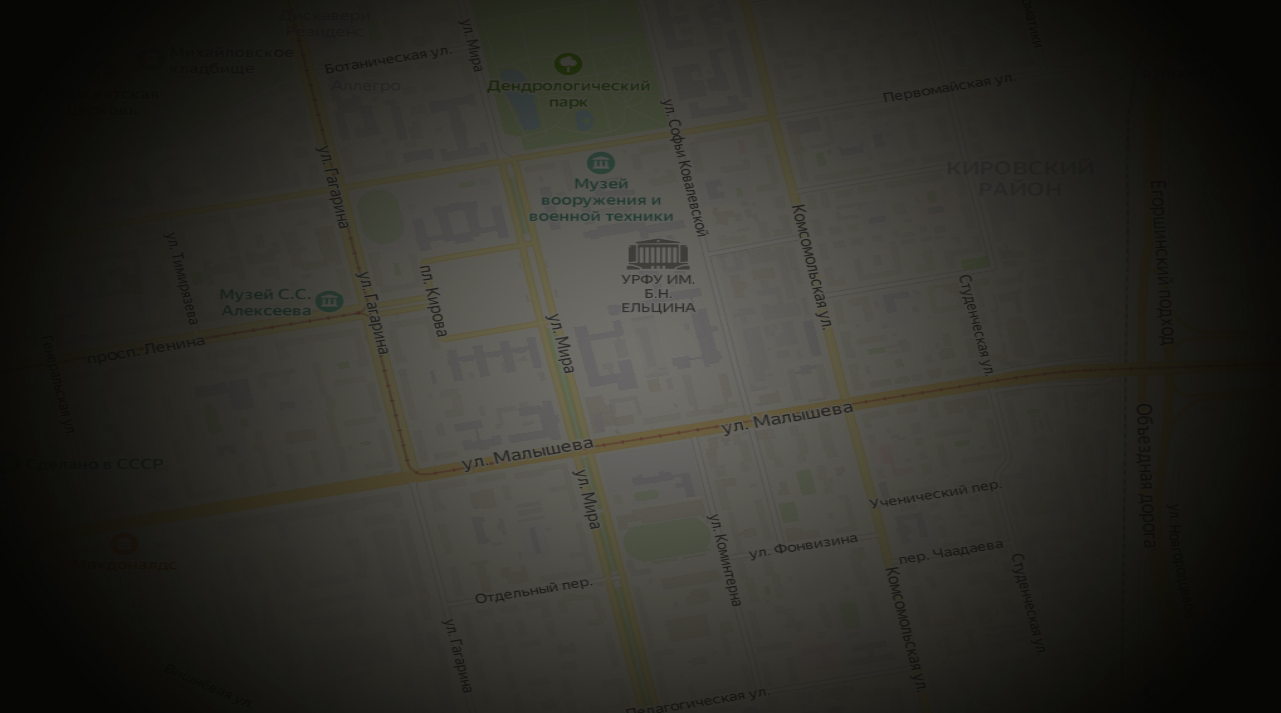 Михайловское
кладбище
Ботаническая ул.
Аллегро
ул. Мира
Дендрологический
парк
Первомайская ул.
ул. Софьи Ковалевской
ул. Гагарина
Музей
вооружения и
военной техники
КИРОВСКИЙ
РАЙОН
Егоршинский подход
Комсомольская ул.
ул. Тимирязева
пл. Кирова
УРФУ ИМ.
Б.Н.
ЕЛЬЦИНА
Музей С.С.
Алексеева
ул. Гагарина
Студенческая ул.
просп. Ленина
ул. Мира
ул. Малышева
ул. Малышева
Объездная дорога
в СССР
ул. Мира
Ученический пер.
ул. Коминтерна
ул. Фонвизина
пер. Чаадаева
Студенческая ул.
Комсомольская ул.
Отдельный пер.
ул. Гагарина
Педагогическая ул.